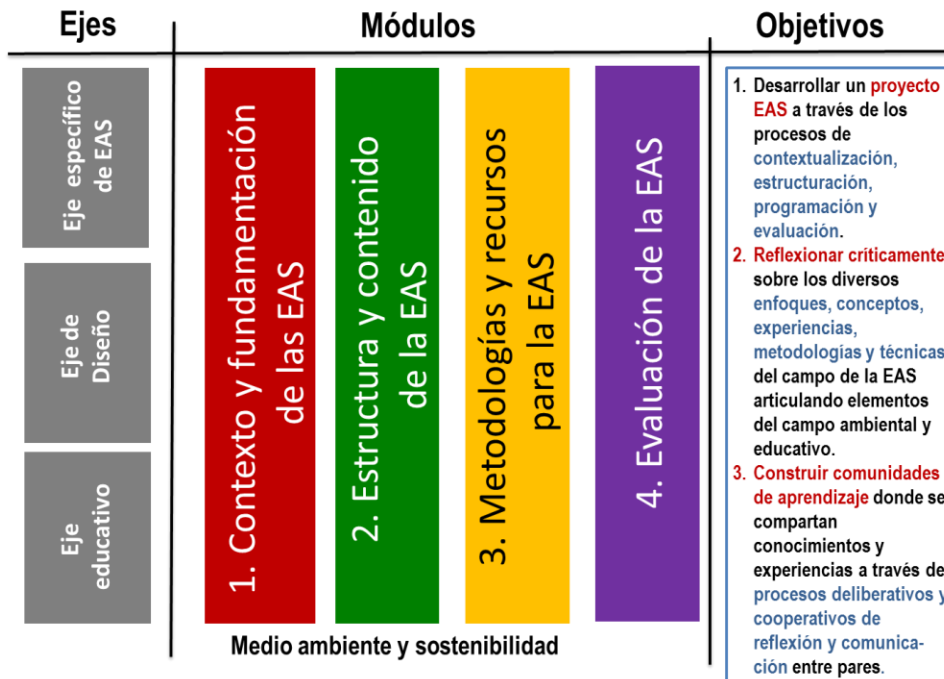 Ejes
Módulos
Objetivos
Eje específico
de EAS
Eje de
Diseño
Eje
educativo
1. Contexto y fundamentación
de las EAS
2. Estructura y contenido
de la EAS
3. Metodologías y recursos
para la EAS
4. Evaluación de la EAS
Medio ambiente y sostenibilidad
1. Desarrollar un proyecto
EAS a través de los
procesos de
contextualización,
estructuración,
programación y
evaluación.
2. Reflexionar críticamente
sobre los diversos
enfoques, conceptos,
experiencias,
metodologías y técnicas
del campo de la EAS
articulando elementos
del campo ambiental y
educativo.
3. Construir comunidades
de aprendizaje donde se
compartan
conocimientos y
experiencias a través de
procesos deliberativos y
cooperativos de
reflexión y comunica-
ción entre pares.